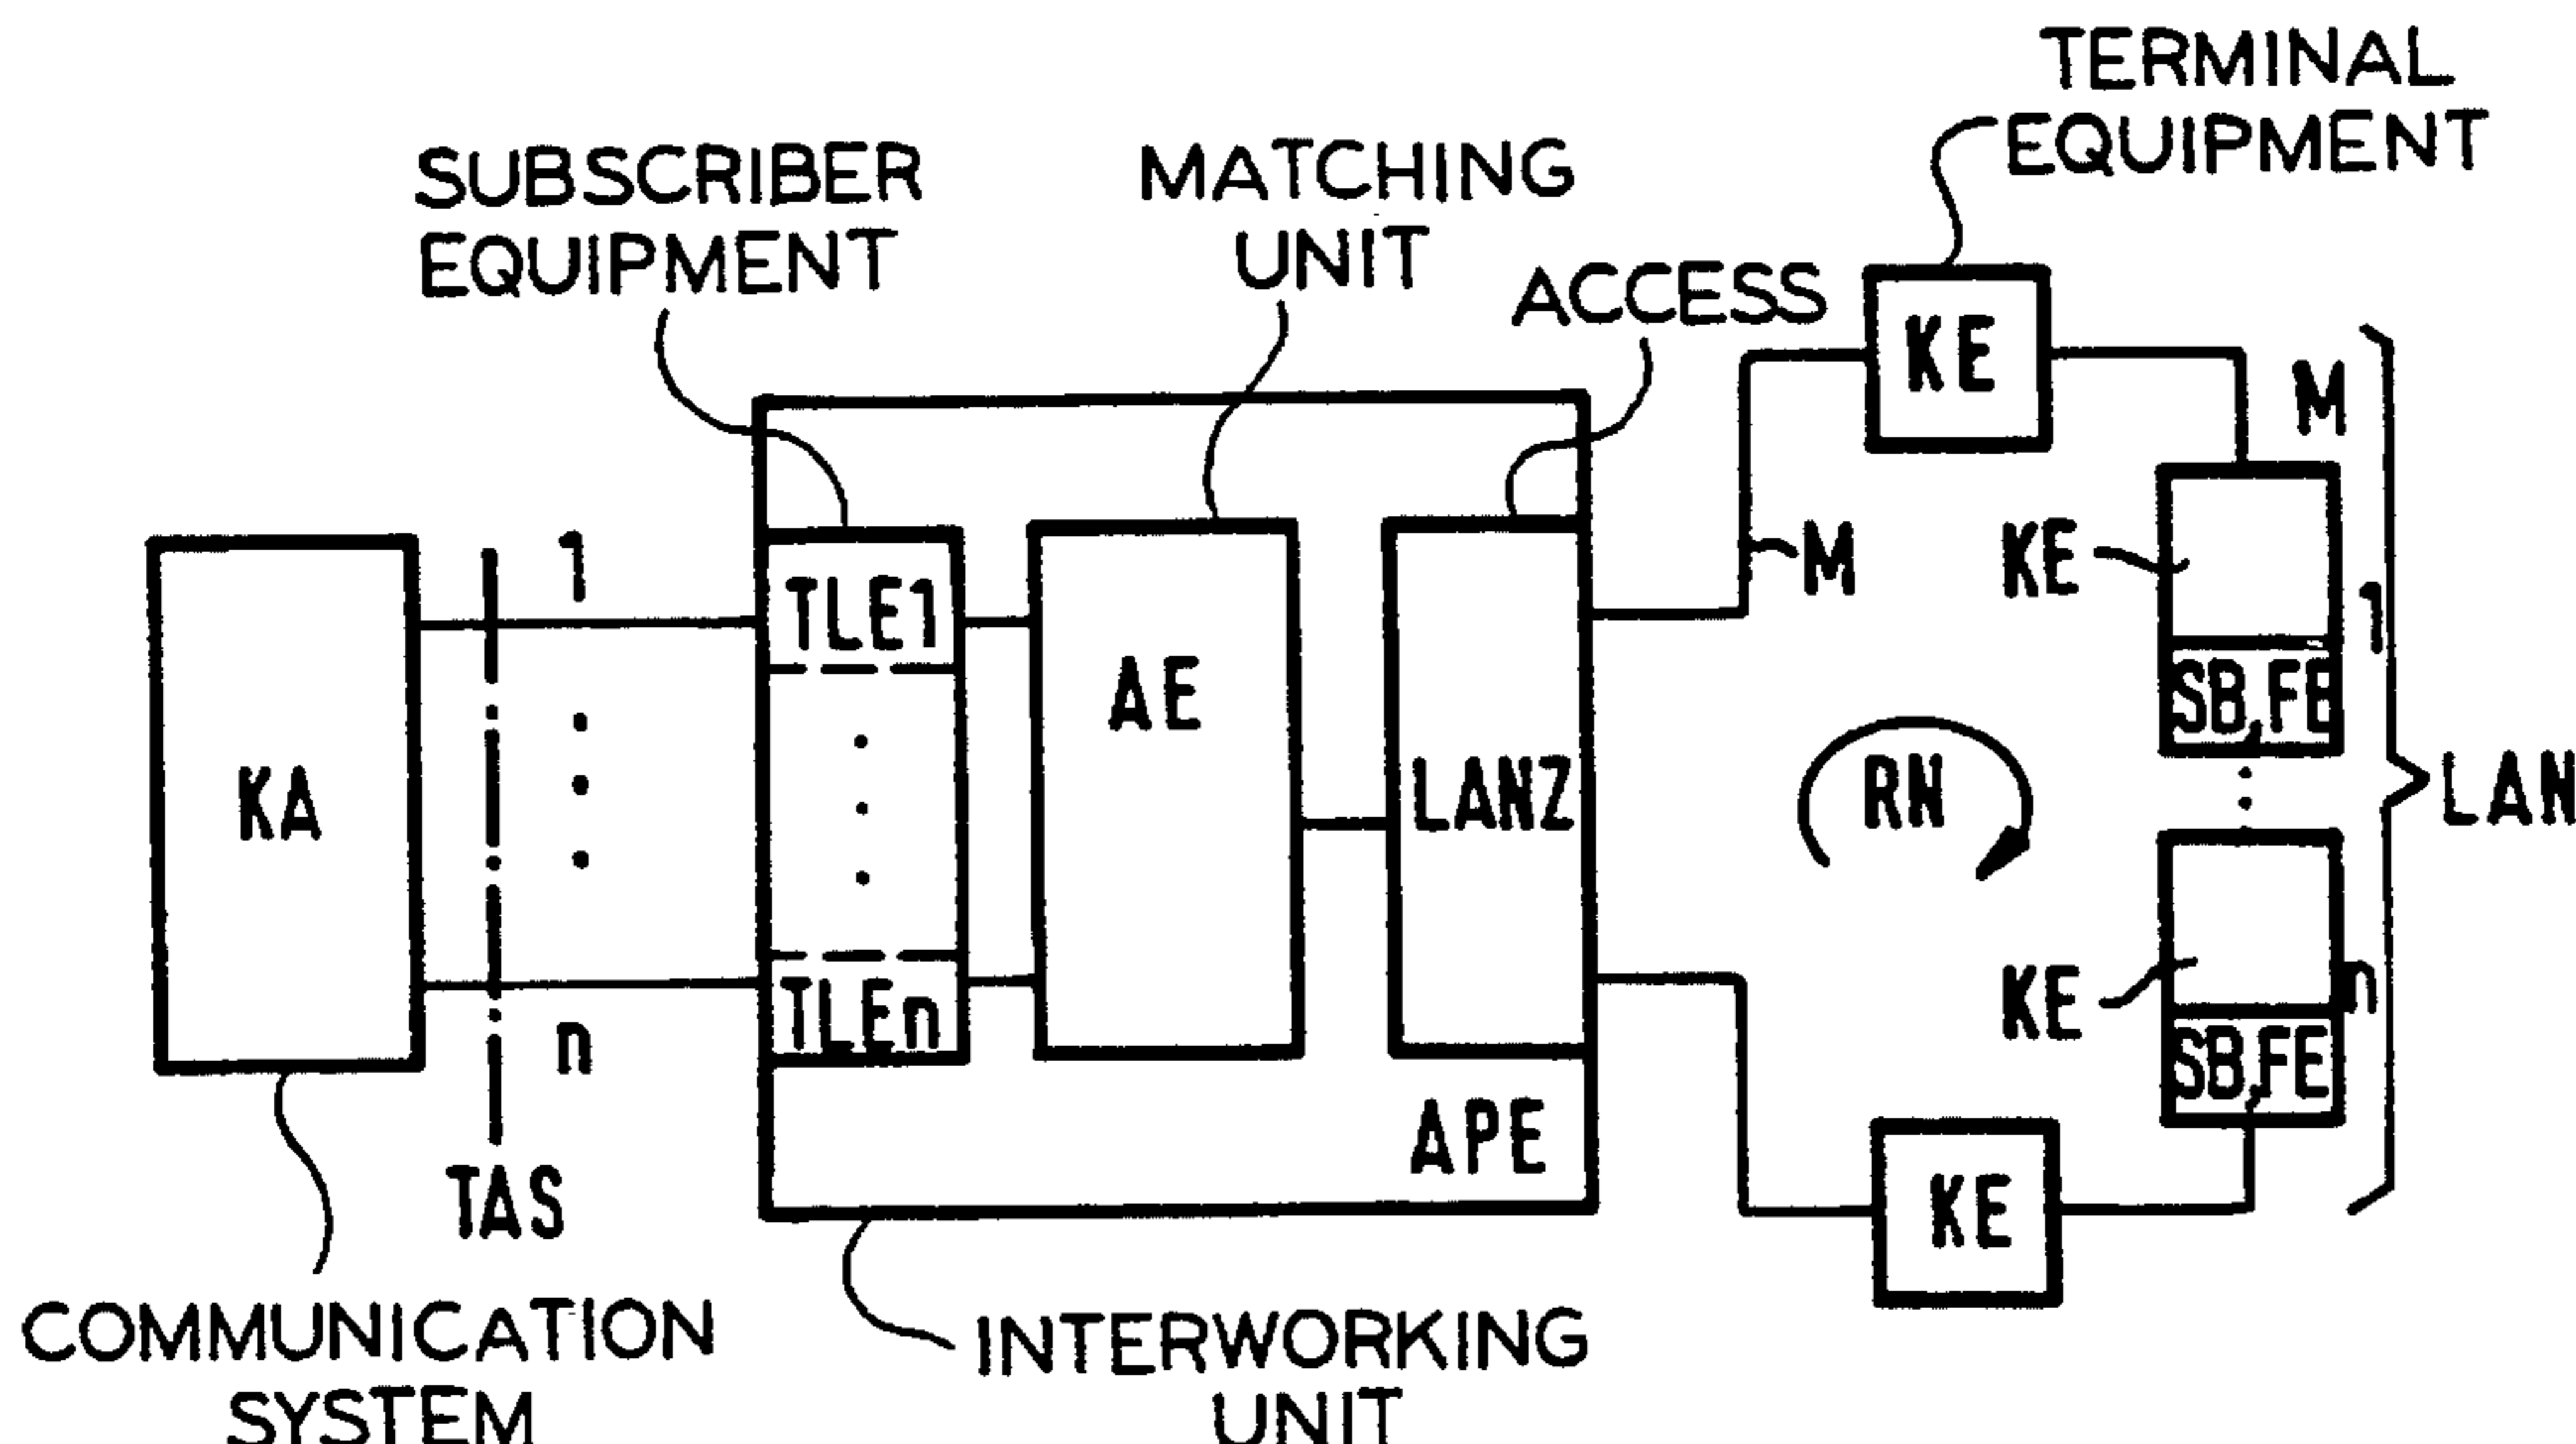 TERMINAL
EQUIPMENT
SUBSCRIBER
EQUIPMENT
MATCHING
UNIT
ACCESS
KE
M
1
TLE1
M
KE
1
AE
SB,FE
KA
LANZ
RN
LAN
KE
n
TLEn
n
SB,FE
APE
TAS
KE
COMMUNICATION
SYSTEM
INTERWORKING
UNIT